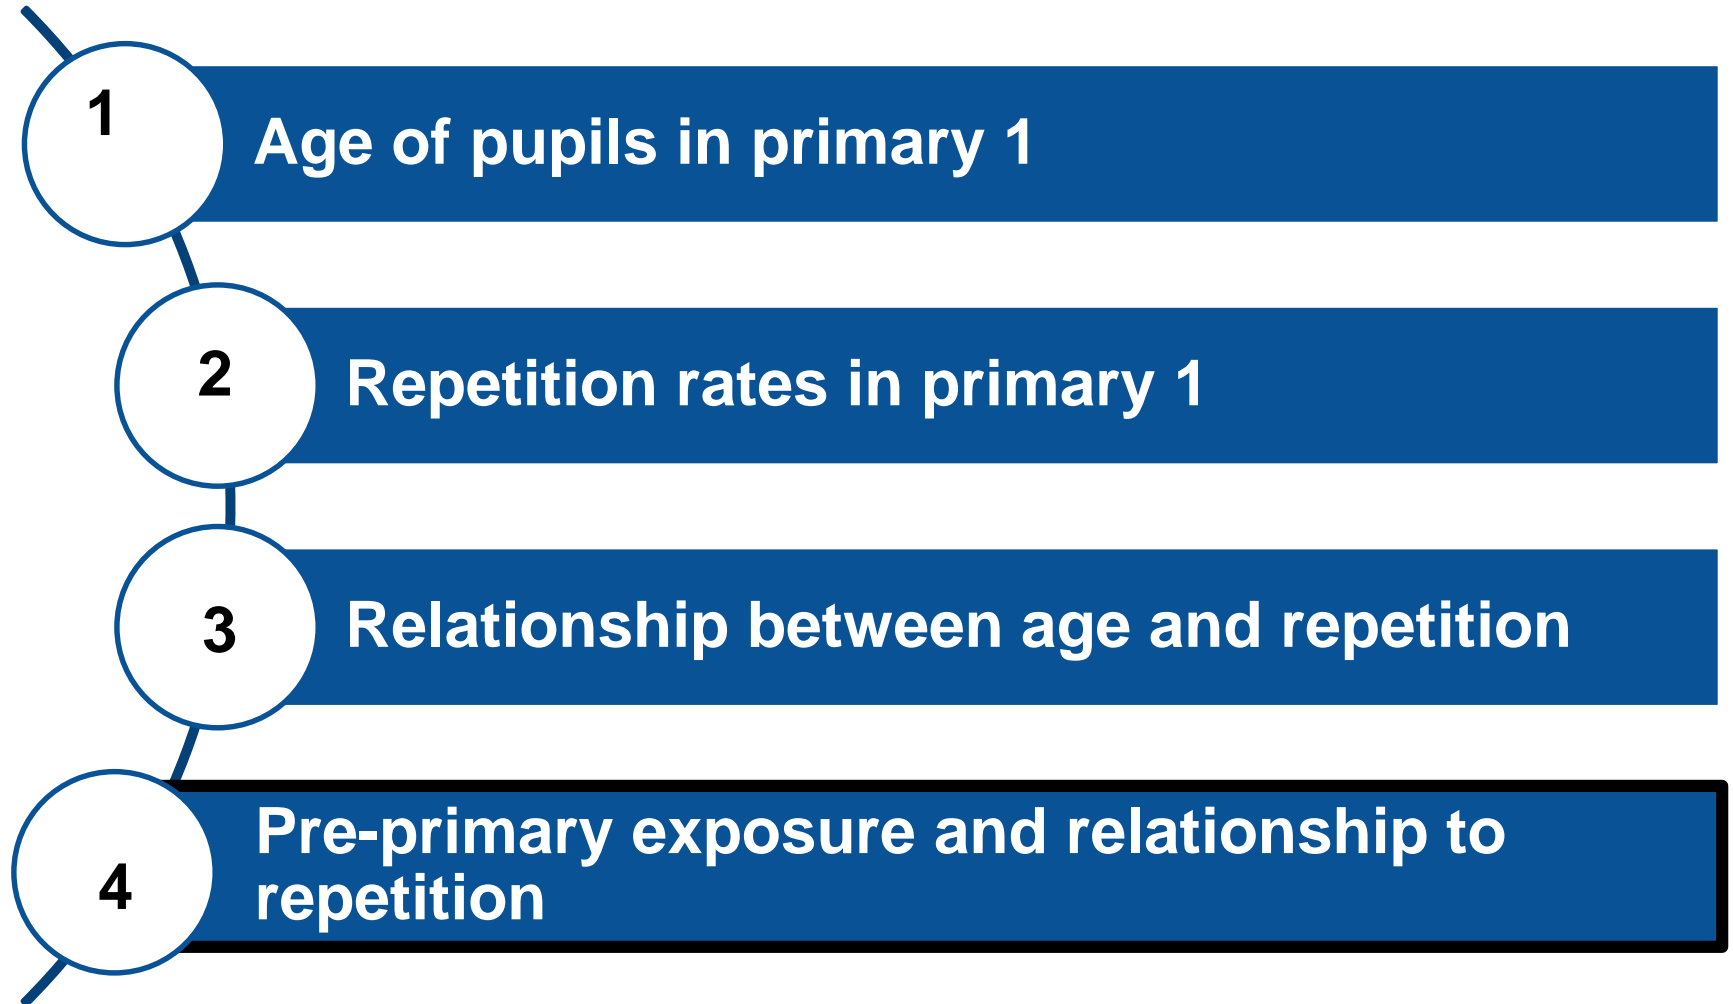 1
Age of pupils in primary 1
2
Repetition rates in primary 1
3
Relationship between age and repetition
4
Pre-primary exposure and relationship to
repetition